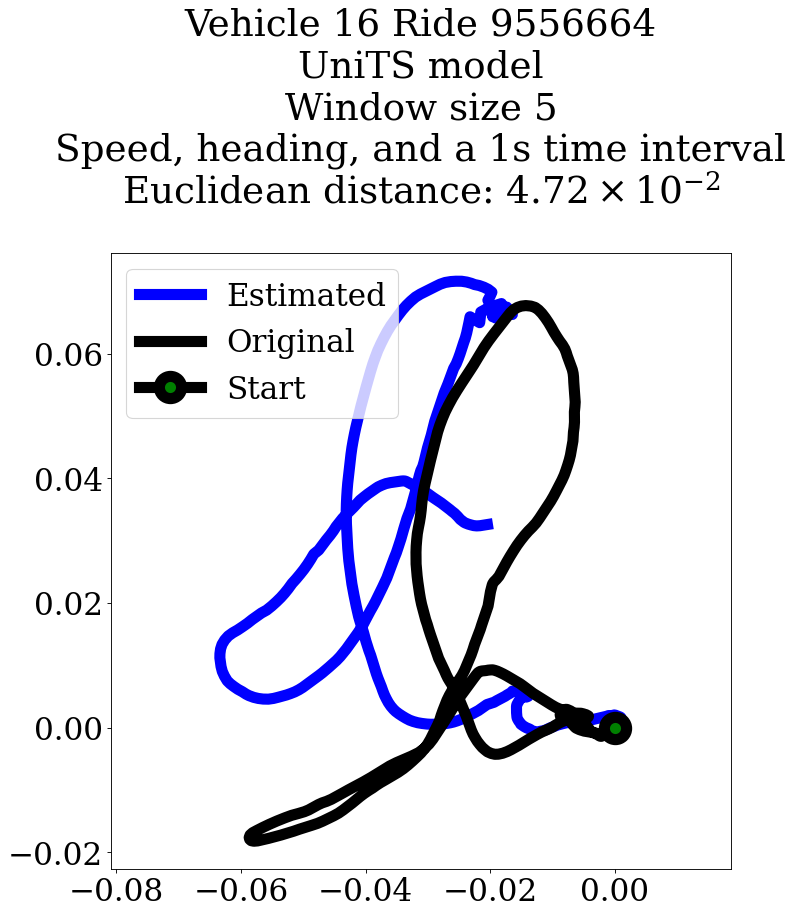 Vehicle 16 Ride 9556664
UniTS model
Window size 5
Speed, heading, and a 1s time interval
Euclidean distance: 4.72 × 10⁻²
Estimated
Original
Start
0.06
0.04
0.02
0.00
−0.02
−0.08 −0.06 −0.04 −0.02 0.00